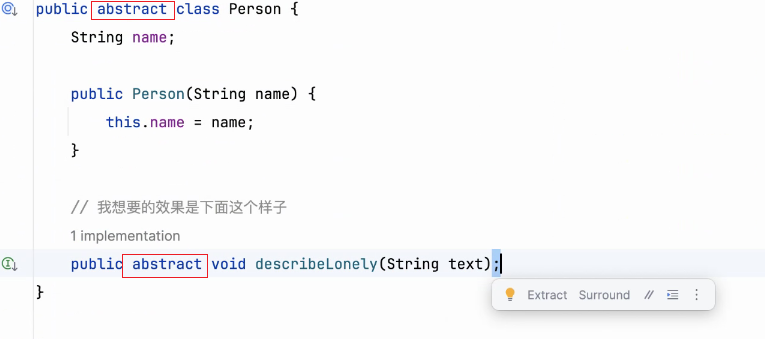 public abstract class Person {
String name;
public Person(String name) {
this.name = name;
}
// 我想要的效果是下面这个样子
1 implementation
public abstract void describeLonely(String text);
}
Extract Surround //